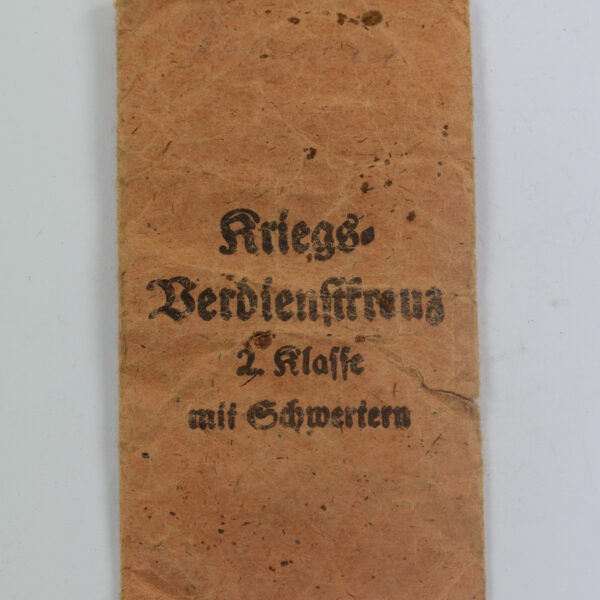 Kriegs-
Verdienstkreuz
2. Klasse
mit Schwertern